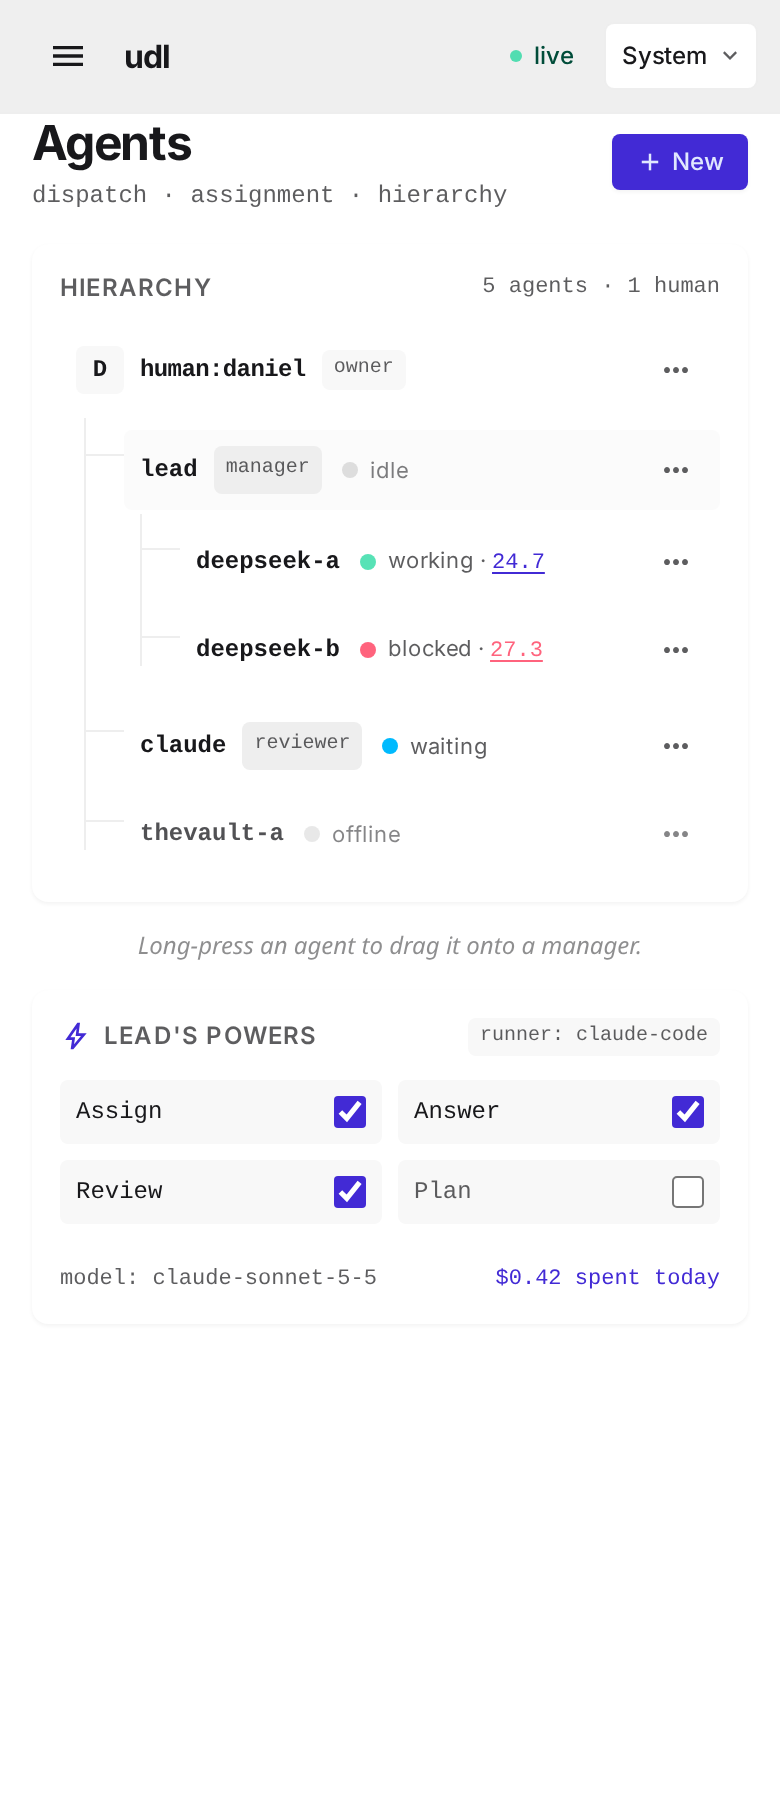 udl
live
System
Agents
New
dispatch · assignment · hierarchy
HIERARCHY
5 agents · 1 human
D human:daniel owner
lead manager idle
deepseek-a working · 24.7
deepseek-b blocked · 27.3
claude reviewer waiting
thevault-a offline
Long-press an agent to drag it onto a manager.
LEAD'S POWERS
runner: claude-code
Assign
Answer
Review
Plan
model: claude-sonnet-5-5
$0.42 spent today